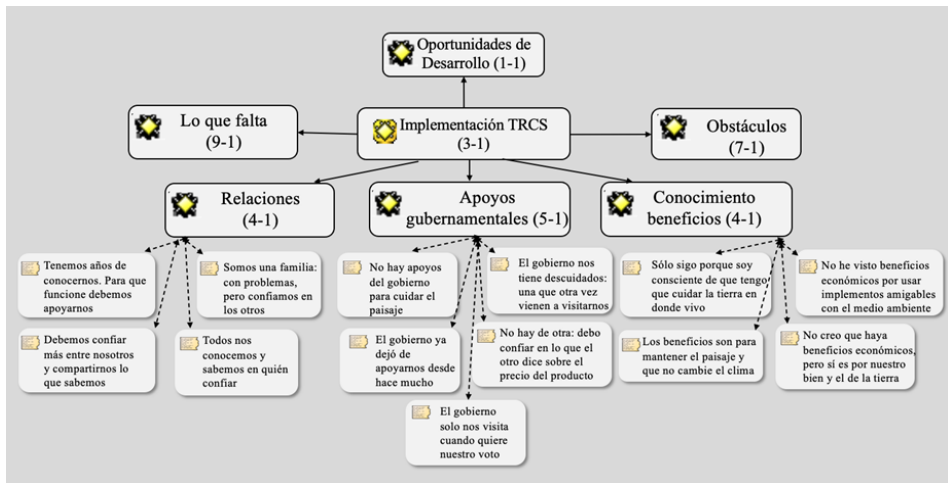 Oportunidades de
Desarrollo (1-1)
Lo que falta
(9-1)
Implementación TRCS
(3-1)
Obstáculos
(7-1)
Relaciones
(4-1)
Apoyos
gubernamentales (5-1)
Conocimiento
beneficios (4-1)
Tenemos años de
conocernos. Para que
funcione debemos
apoyarnos
Somos una familia:
con problemas,
pero confiamos en
los otros
No hay apoyos
del gobierno
para cuidar el
paisaje
El gobierno nos
tiene descuidados:
una que otra vez
vienen a visitarnos
Sólo sigo porque soy
consciente de que tengo
que cuidar la tierra en
donde vivo
No he visto beneficios
económicos por usar
implementos amigables
con el medio ambiente
Debemos confiar
más entre nosotros
y compartirnos lo
que sabemos
Todos nos
conocemos y
sabemos en quién
confiar
El gobierno ya
dejó de
apoyarnos desde
hace mucho
No hay de otra: debo
confiar en lo que el
otro dice sobre el
precio del producto
Los beneficios son para
mantener el paisaje y
que no cambie el clima
No creo que haya
beneficios económicos,
pero sí es por nuestro
bien y el de la tierra
El gobierno
solo nos visita
cuando quiere
nuestro voto